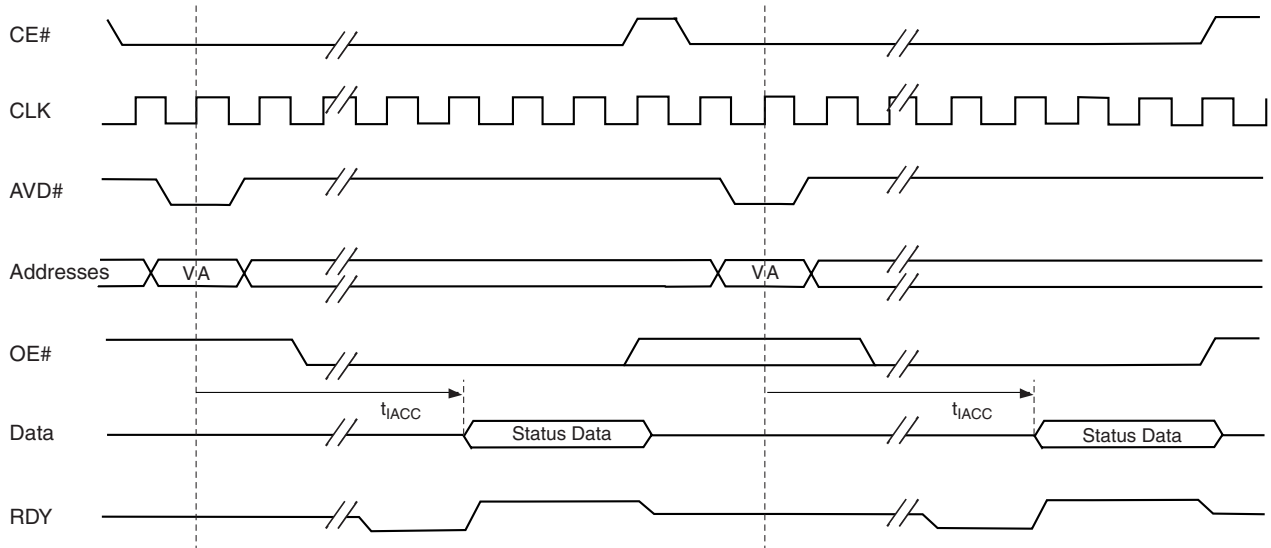 CE#
CLK
AVD#
Addresses VA VA
OE#
tIACC tIACC
Data Status Data Status Data
RDY